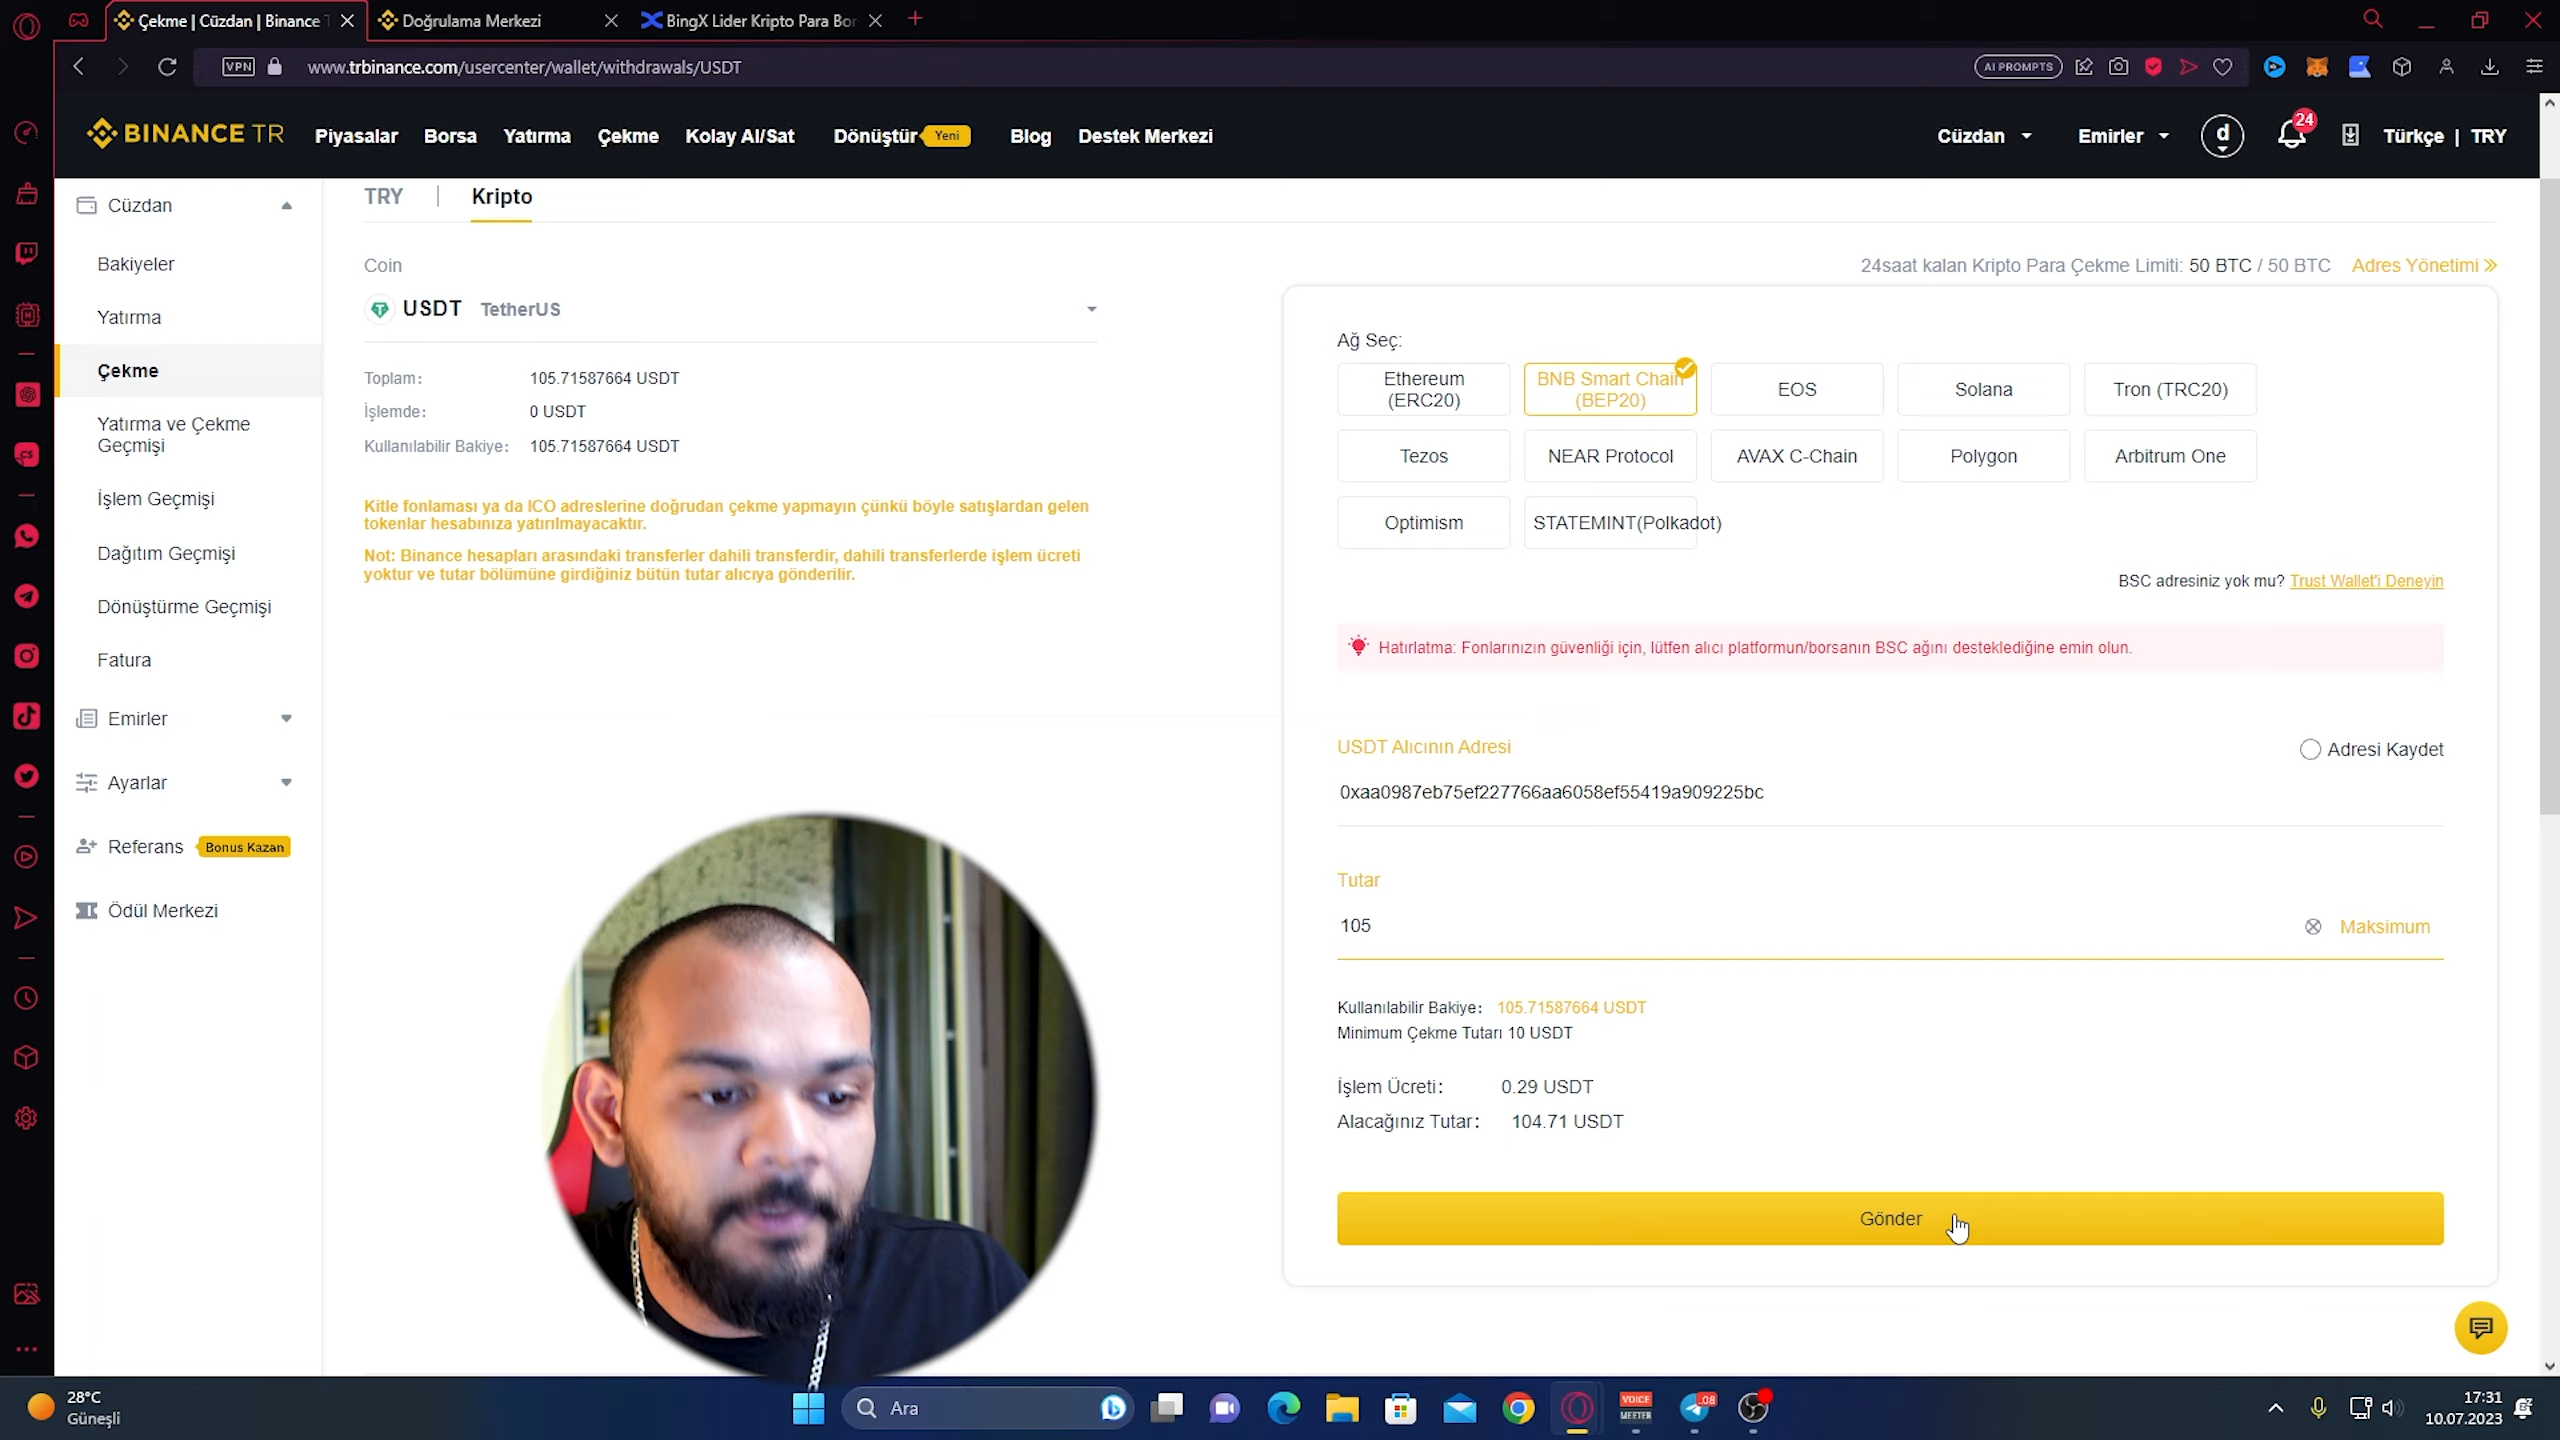 Çekme | Cüzdan | Binance T
Doğrulama Merkezi
BingX Lider Kripto Para Bor
VPN
www.trbinance.com/usercenter/wallet/withdrawals/USDT
AI PROMPTS
BINANCE TR
Piyasalar
Borsa
Yatırma
Çekme
Kolay Al/Sat
Dönüştür
Yeni
Blog
Destek Merkezi
Cüzdan
Emirler
d
24
Türkçe | TRY
Cüzdan
Bakiyeler
Yatırma
Çekme
Yatırma ve Çekme
Geçmişi
İşlem Geçmişi
Dağıtım Geçmişi
Dönüştürme Geçmişi
Fatura
Emirler
Ayarlar
Referans
Bonus Kazan
Ödül Merkezi
TRY | Kripto
Coin
USDT TetherUS
Toplam: 105.71587664 USDT
İşlemde: 0 USDT
Kullanılabilir Bakiye: 105.71587664 USDT
Kitle fonlaması ya da ICO adreslerine doğrudan çekme yapmayın çünkü böyle satışlardan gelen
tokenlar hesabınıza yatırılmayacaktır.
Not: Binance hesapları arasındaki transferler dahili transferdir, dahili transferlerde işlem ücreti
yoktur ve tutar bölümüne girdiğiniz bütün tutar alıcıya gönderilir.
24saat kalan Kripto Para Çekme Limiti: 50 BTC / 50 BTC
Adres Yönetimi
Ağ Seç:
Ethereum
(ERC20)
BNB Smart Chain
(BEP20)
EOS
Solana
Tron (TRC20)
Tezos
NEAR Protocol
AVAX C-Chain
Polygon
Arbitrum One
Optimism
STATEMINT(Polkadot)
BSC adresiniz yok mu? Trust Wallet'i Deneyin
Hatırlatma: Fonlarınızın güvenliği için, lütfen alıcı platformun/borsanın BSC ağını desteklediğine emin olun.
USDT Alıcının Adresi
Adresi Kaydet
0xaa0987eb75ef227766aa6058ef55419a909225bc
Tutar
105
Maksimum
Kullanılabilir Bakiye: 105.71587664 USDT
Minimum Çekme Tutarı 10 USDT
İşlem Ücreti: 0.29 USDT
Alacağınız Tutar: 104.71 USDT
Gönder
28°C
Güneşli
Ara
VOICE
MEETER
17:31
10.07.2023